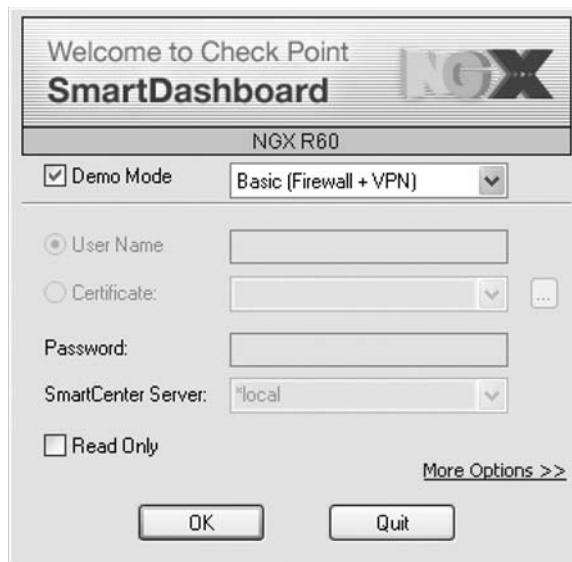 Welcome to Check Point
SmartDashboard
NGX
NGX R60
Demo Mode
Basic (Firewall + VPN)
User Name
Certificate:
...
Password:
SmartCenter Server:
*local
Read Only
More Options >>
OK
Quit